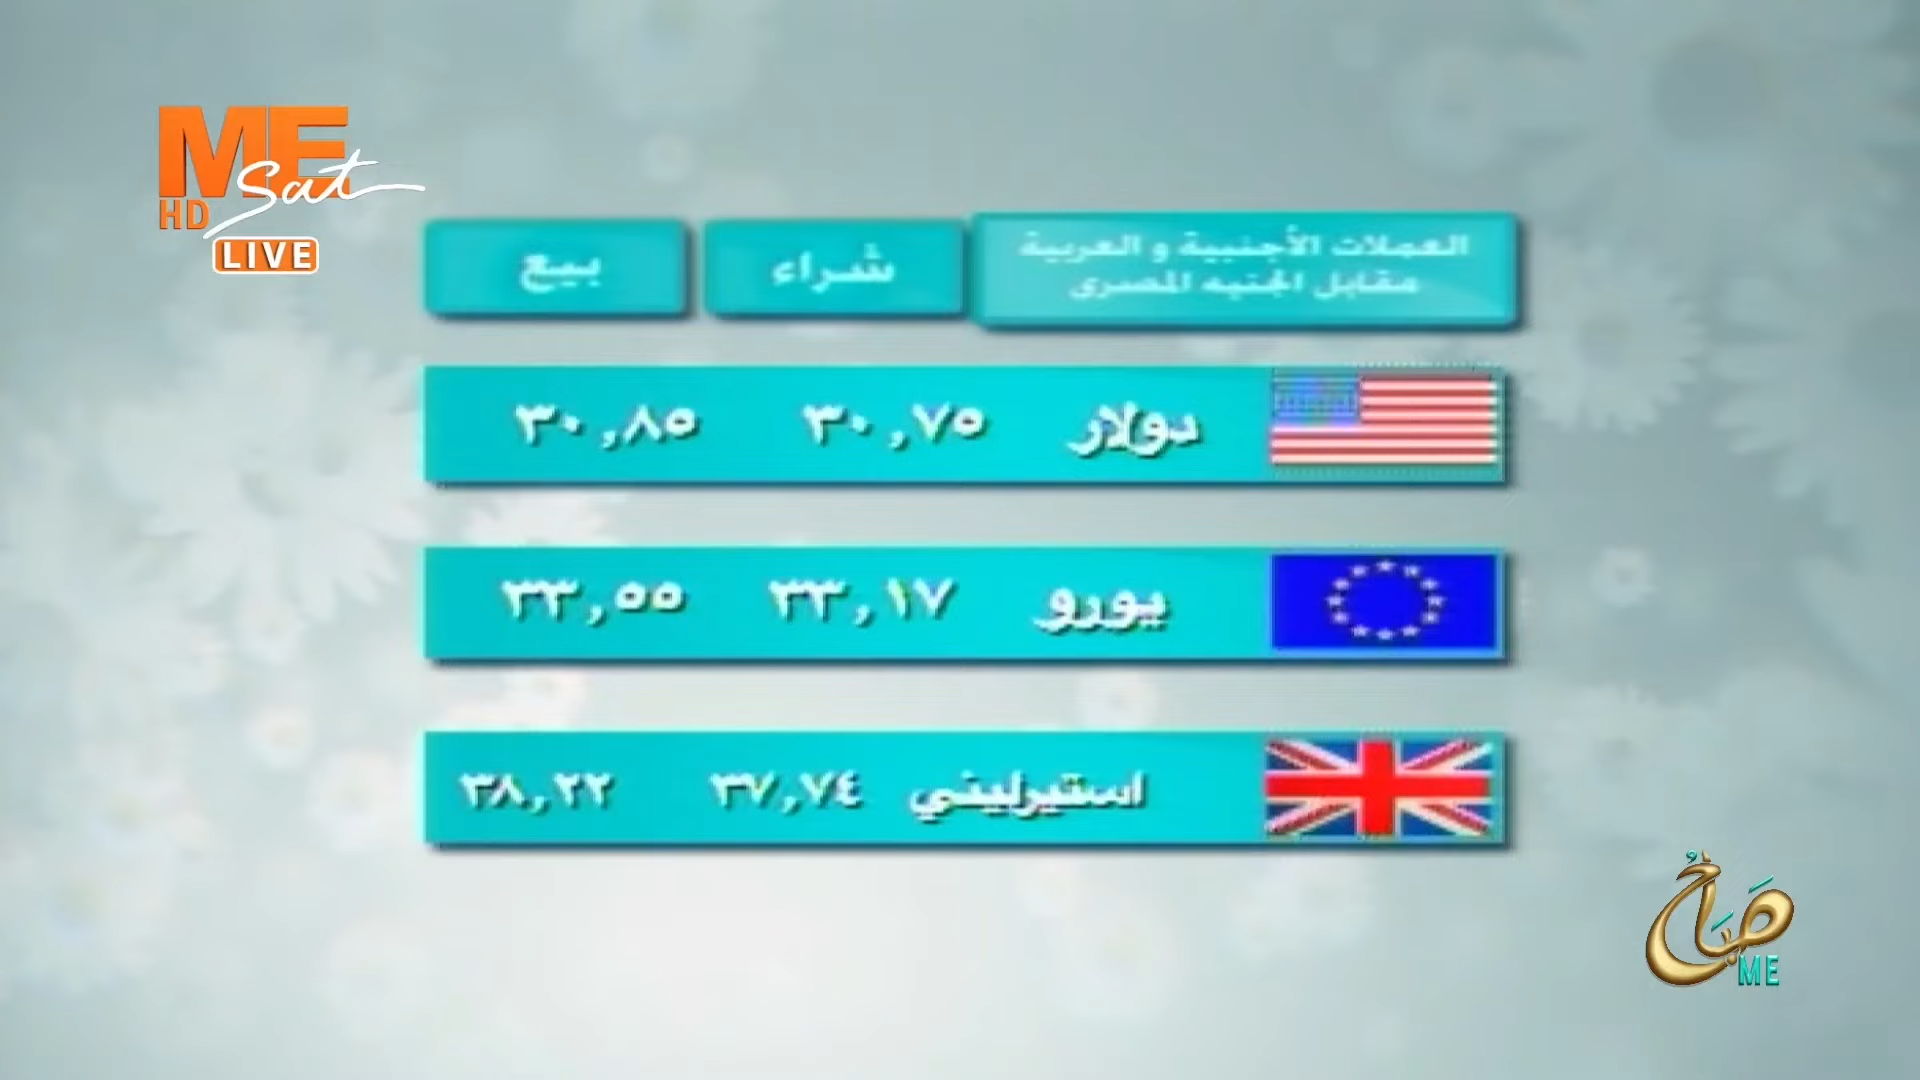 ME
Sat
HD
LIVE
العملات الأجنبية و العربية
مقابل الجنيه المصرى
شراء
بيع
دولار ٣٠,٧٥ ٣٠,٨٥
يورو ٣٣,١٧ ٣٣,٥٥
استيرليني ٣٧,٧٤ ٣٨,٢٢
صَبَاحُ
ME